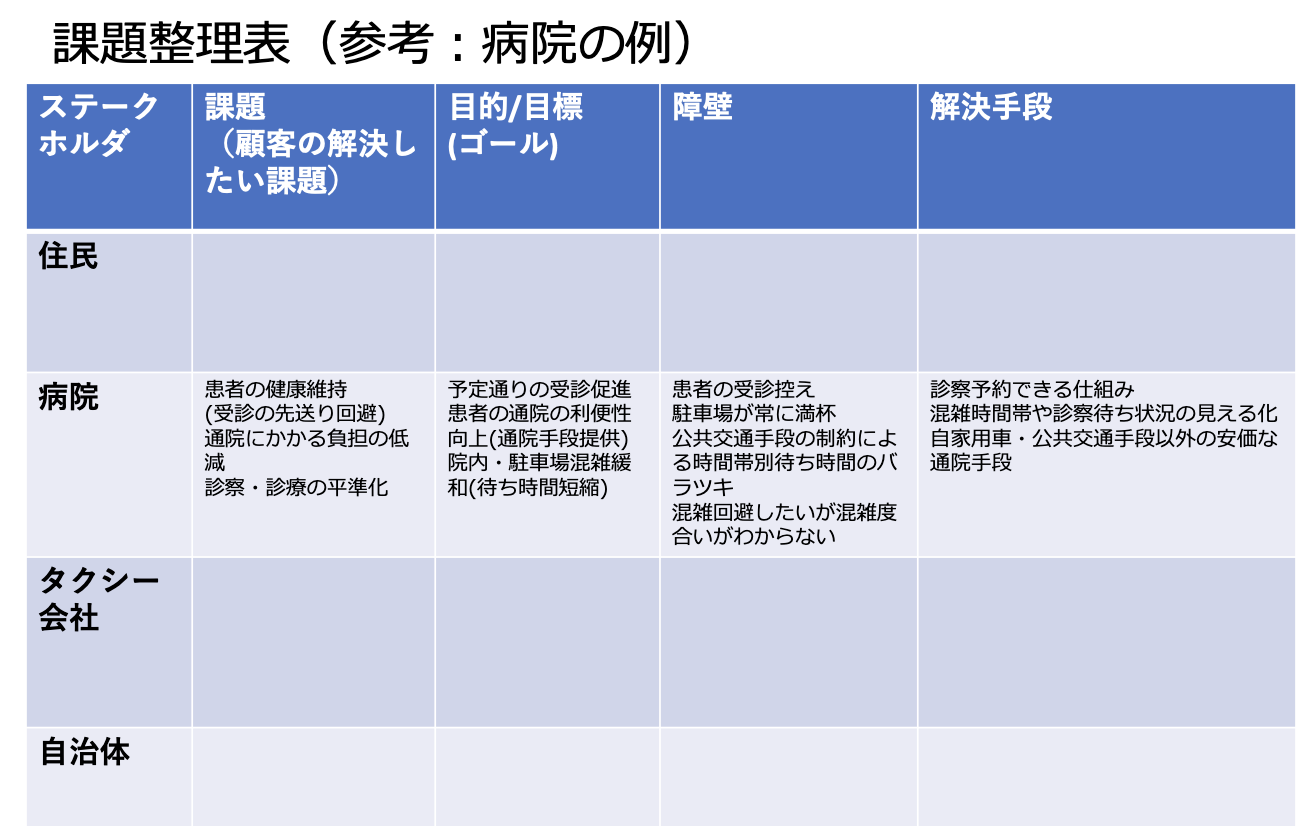 課題整理表（参考：病院の例）
ステーク
ホルダ
課題
（顧客の解決し
たい課題）
目的/目標
(ゴール)
障壁
解決手段
住民
病院
患者の健康維持
(受診の先送り回避)
通院にかかる負担の低
減
診察・診療の平準化
予定通りの受診促進
患者の通院の利便性
向上(通院手段提供)
院内・駐車場混雑緩
和(待ち時間短縮)
患者の受診控え
駐車場が常に満杯
公共交通手段の制約によ
る時間帯別待ち時間のバ
ラツキ
混雑回避したいが混雑度
合いがわからない
診察予約できる仕組み
混雑時間帯や診察待ち状況の見える化
自家用車・公共交通手段以外の安価な
通院手段
タクシー
会社
自治体